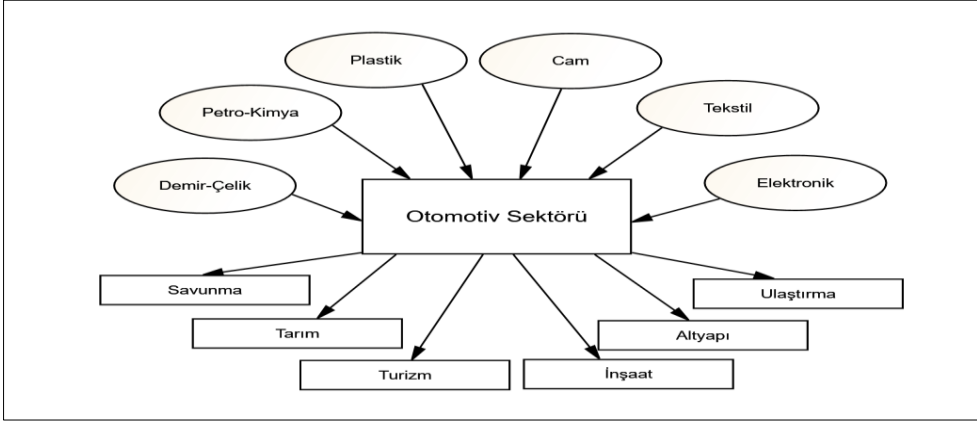 Plastik
Cam
Petro-Kimya
Tekstil
Demir-Çelik
Elektronik
Otomotiv Sektörü
Savunma
Ulaştırma
Tarım
Altyapı
Turizm
İnşaat